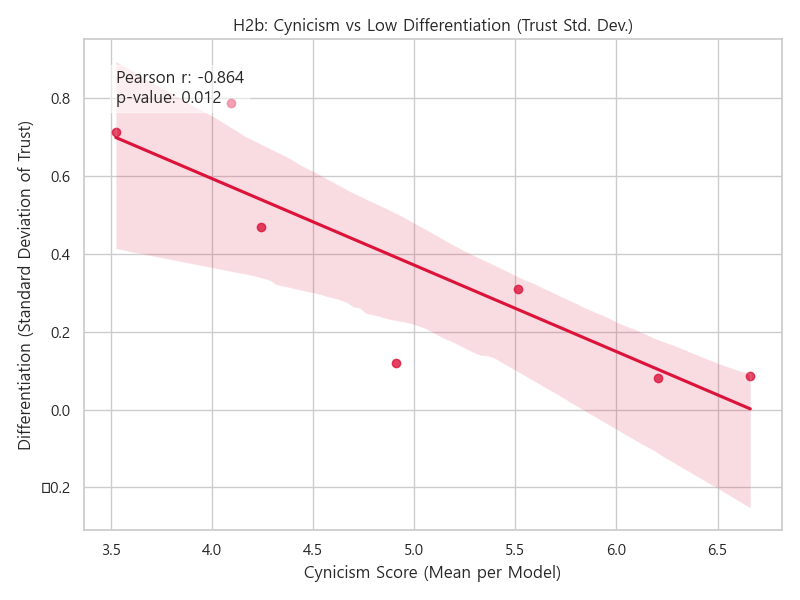 H2b: Cynicism vs Low Differentiation (Trust Std. Dev.)
Pearson r: -0.864
p-value: 0.012
Differentiation (Standard Deviation of Trust)
0.8
0.6
0.4
0.2
0.0
▯0.2
3.5 4.0 4.5 5.0 5.5 6.0 6.5
Cynicism Score (Mean per Model)